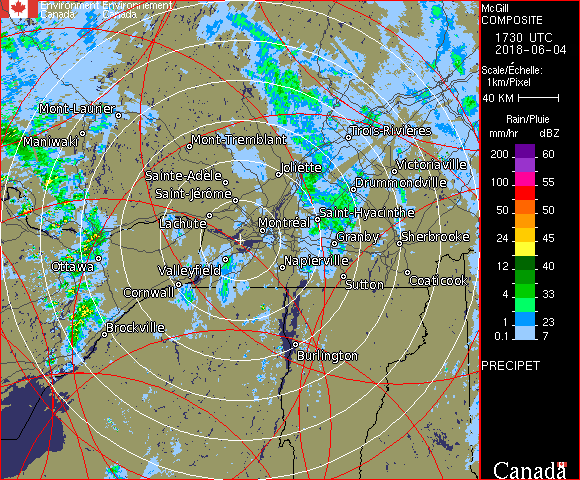 Environment Environnement
Canada Canada
Mont-Laurier
Maniwaki
Mont-Tremblant
Trois-Rivières
Sainte-Adèle
Joliette
Victoriaville
Saint-Jérôme
Drummondville
Lachute
Montréal
Saint-Hyacinthe
Granby
Sherbrooke
Ottawa
Valleyfield
Napierville
Cornwall
Sutton
Coaticook
Brockville
Burlington
McGill
COMPOSITE
1730 UTC
2018-06-04
Scale/Échelle:
1km/Pixel
40 KM
Rain/Pluie
mm/hr dBZ
200 60
100 55
50 50
24 45
12 40
4 33
1 23
0.1 7
PRECIPET
Canada